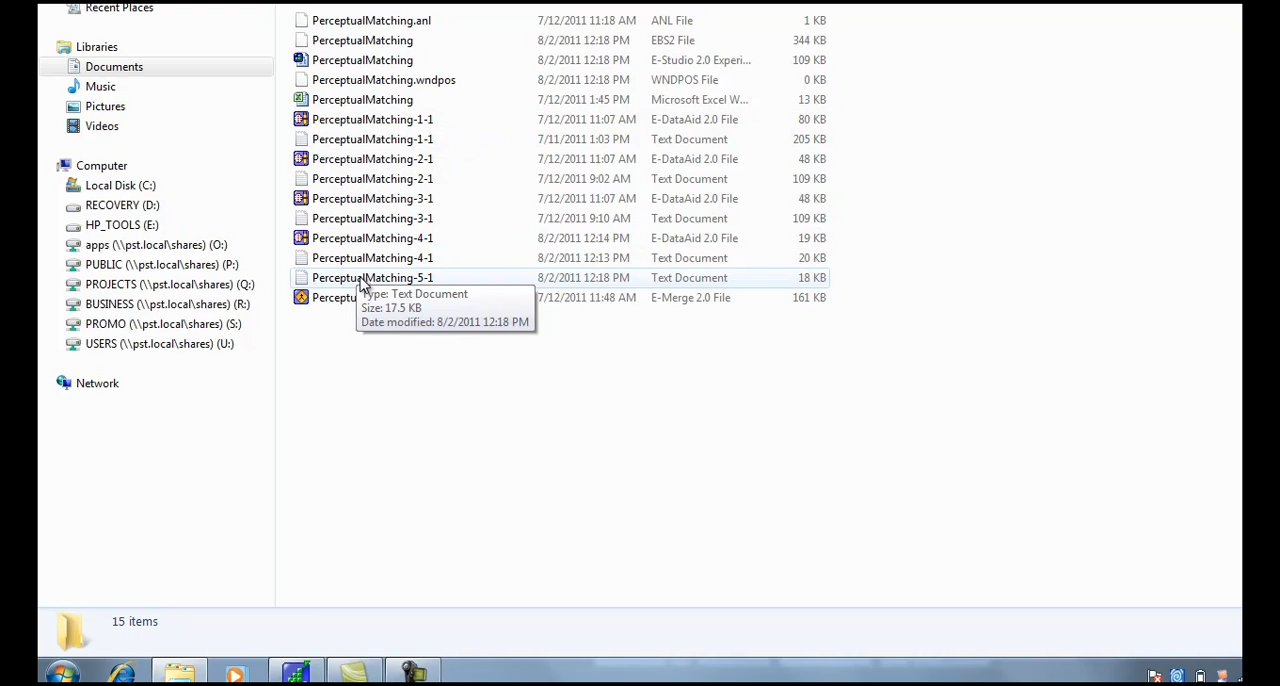 Recent Places
Libraries
Documents
Music
Pictures
Videos
Computer
Local Disk (C:)
RECOVERY (D:)
HP_TOOLS (E:)
apps (\\pst.local\shares) (O:)
PUBLIC (\\pst.local\shares) (P:)
PROJECTS (\\pst.local\shares) (Q:)
BUSINESS (\\pst.local\shares) (R:)
PROMO (\\pst.local\shares) (S:)
USERS (\\pst.local\shares) (U:)
Network
PerceptualMatching.anl 7/12/2011 11:18 AM ANL File 1 KB
PerceptualMatching 8/2/2011 12:18 PM EBS2 File 344 KB
PerceptualMatching 8/2/2011 12:18 PM E-Studio 2.0 Experi... 109 KB
PerceptualMatching.wndpos 8/2/2011 12:18 PM WNDPOS File 0 KB
PerceptualMatching 7/12/2011 1:45 PM Microsoft Excel W... 13 KB
PerceptualMatching-1-1 7/12/2011 11:07 AM E-DataAid 2.0 File 80 KB
PerceptualMatching-1-1 7/11/2011 1:03 PM Text Document 205 KB
PerceptualMatching-2-1 7/12/2011 11:07 AM E-DataAid 2.0 File 48 KB
PerceptualMatching-2-1 7/12/2011 9:02 AM Text Document 109 KB
PerceptualMatching-3-1 7/12/2011 11:07 AM E-DataAid 2.0 File 48 KB
PerceptualMatching-3-1 7/12/2011 9:10 AM Text Document 109 KB
PerceptualMatching-4-1 8/2/2011 12:14 PM E-DataAid 2.0 File 19 KB
PerceptualMatching-4-1 8/2/2011 12:13 PM Text Document 20 KB
PerceptualMatching-5-1 8/2/2011 12:18 PM Text Document 18 KB
Perceptu 7/12/2011 11:48 AM E-Merge 2.0 File 161 KB
Type: Text Document
Size: 17.5 KB
Date modified: 8/2/2011 12:18 PM
15 items